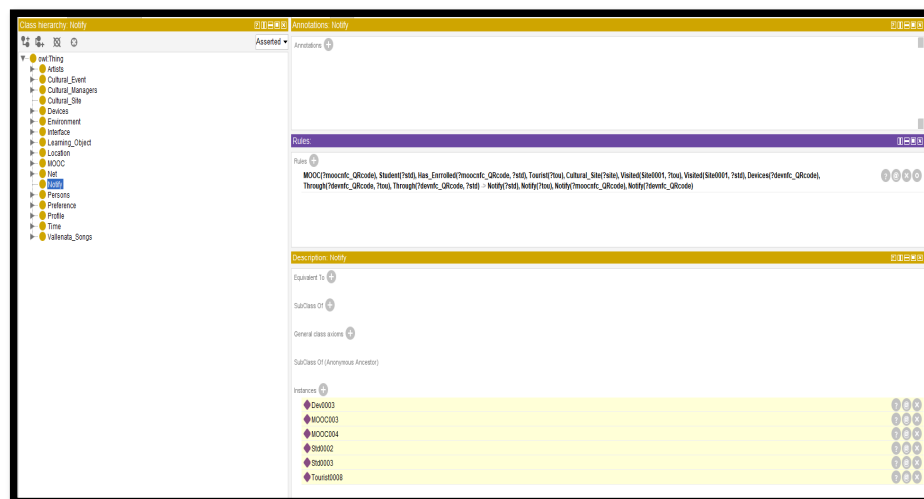 Class hierarchy: Notify
Asserted
owl:Thing
Artists
Cultural_Event
Cultural_Managers
Cultural_Site
Devices
Environment
Interface
Learning_Object
Location
MOOC
Net
Notify
Persons
Preference
Profile
Time
Vallenata_Songs
Annotations: Notify
Annotations
Rules:
Rules
MOOC(?moocnfc_QRcode), Student(?std), Has_Enrrolled(?moocnfc_QRcode, ?std), Tourist(?tou), Cultural_Site(?site), Visited(Site0001, ?tou), Visited(Site0001, ?std), Devices(?devnfc_QRcode),
Through(?devnfc_QRcode, ?tou), Through(?devnfc_QRcode, ?std) -> Notify(?std), Notify(?tou), Notify(?moocnfc_QRcode), Notify(?devnfc_QRcode)
Description: Notify
Equivalent To
SubClass Of
General class axioms
SubClass Of (Anonymous Ancestor)
Instances
Dev0003
MOOC003
MOOC004
Std0002
Std0003
Tourist0008